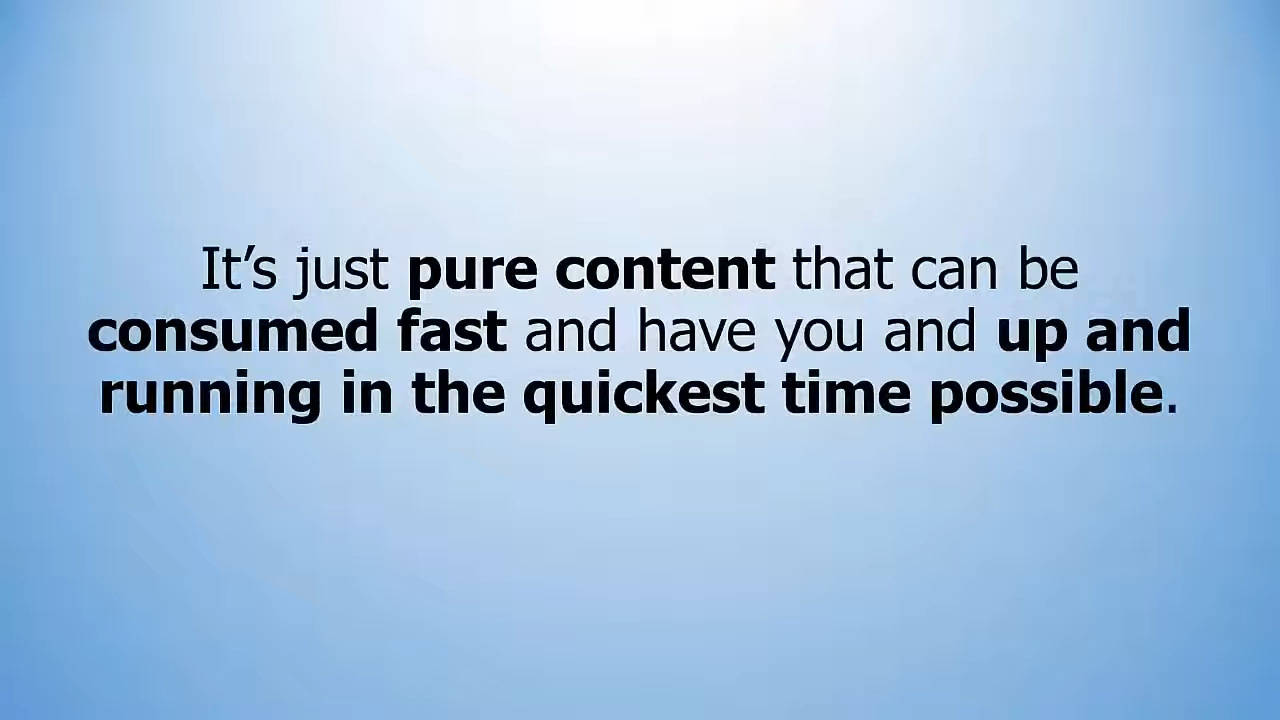 It’s just pure content that can be
consumed fast and have you and up and
running in the quickest time possible.